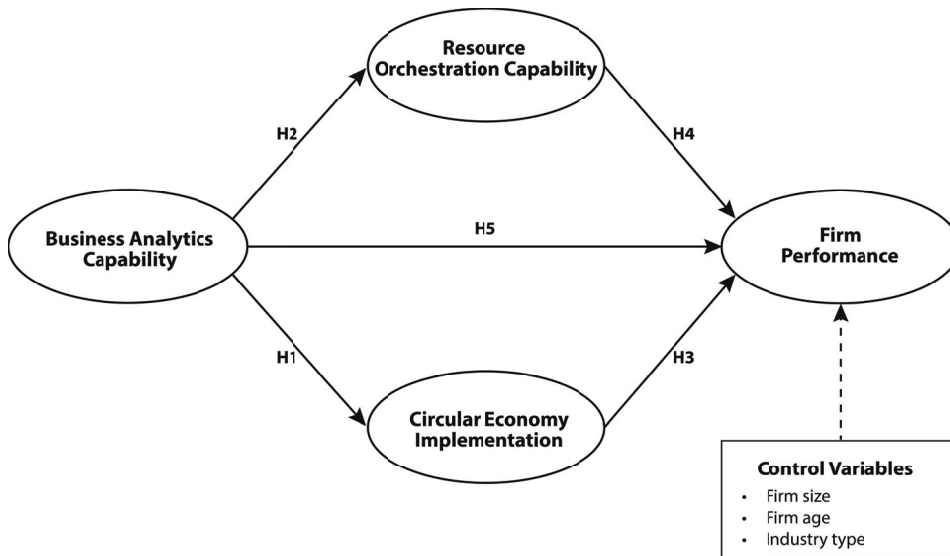 Resource
Orchestration Capability
H2
H4
Business Analytics
Capability
H5
Firm
Performance
H1
H3
Circular Economy
Implementation
Control Variables
• Firm size
• Firm age
• Industry type